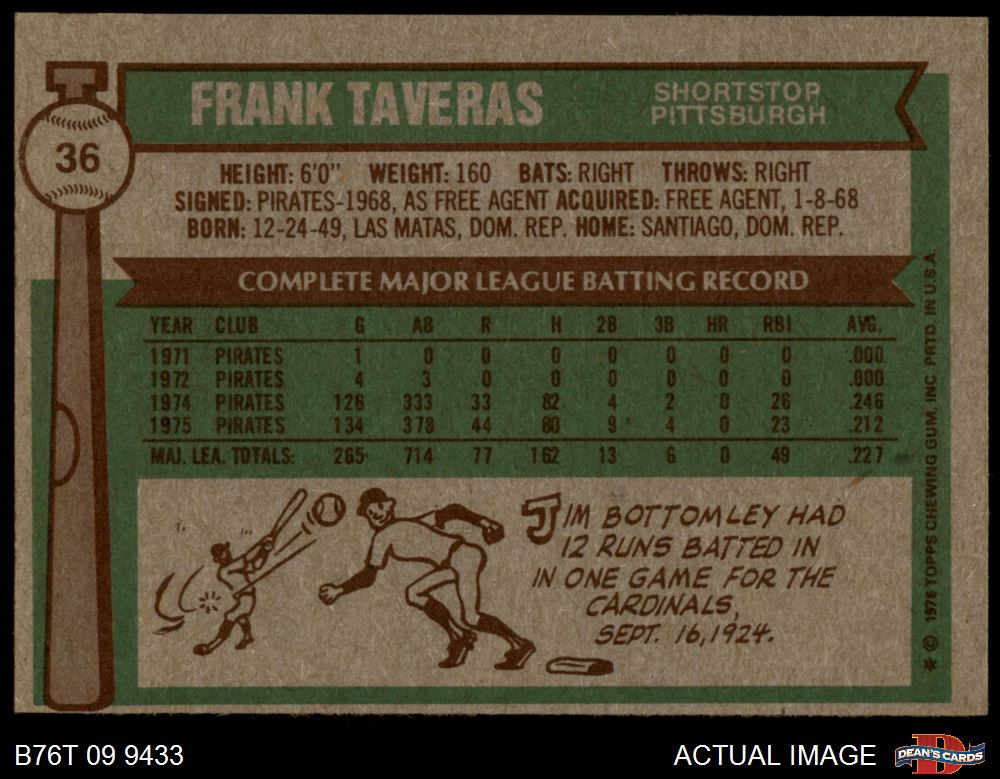 FRANK TAVERAS
SHORTSTOP
PITTSBURGH
36
HEIGHT: 6'0" WEIGHT: 160 BATS: RIGHT THROWS: RIGHT
SIGNED: PIRATES-1968, AS FREE AGENT ACQUIRED: FREE AGENT, 1-8-68
BORN: 12-24-49, LAS MATAS, DOM. REP. HOME: SANTIAGO, DOM. REP.
COMPLETE MAJOR LEAGUE BATTING RECORD
YEAR CLUB G AB R H 2B 3B HR RBI AVG.
1971 PIRATES 1 0 0 0 0 0 0 0 .000
1972 PIRATES 4 3 0 0 0 0 0 0 .000
1974 PIRATES 126 333 33 82 4 2 0 26 .246
1975 PIRATES 134 378 44 80 9 4 0 23 .212
MAJ. LEA. TOTALS: 265 714 77 162 13 6 0 49 .227
JIM BOTTOMLEY HAD
12 RUNS BATTED IN
IN ONE GAME FOR THE
CARDINALS,
SEPT. 16, 1924.
* © 1976 TOPPS CHEWING GUM, INC PRTD. IN U.S.A.
B76T 09 9433
ACTUAL IMAGE
DEAN'S CARDS